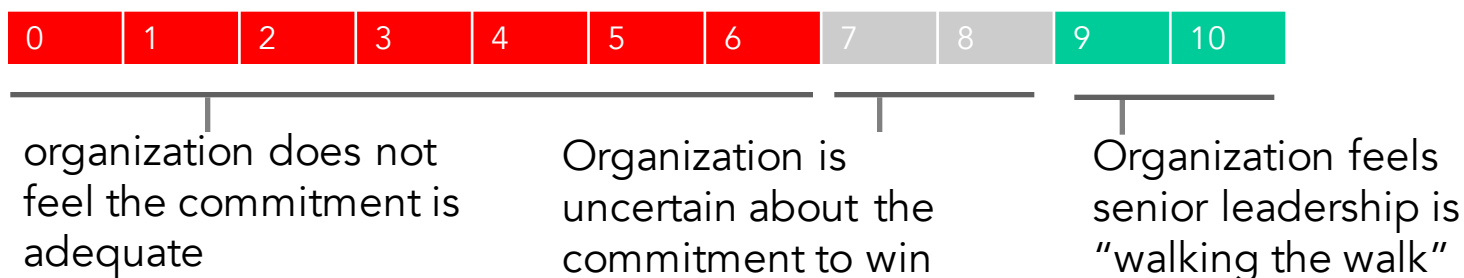 0 1 2 3 4 5 6 7 8 9 10
organization does not
feel the commitment is
adequate
Organization is
uncertain about the
commitment to win
Organization feels
senior leadership is
“walking the walk”